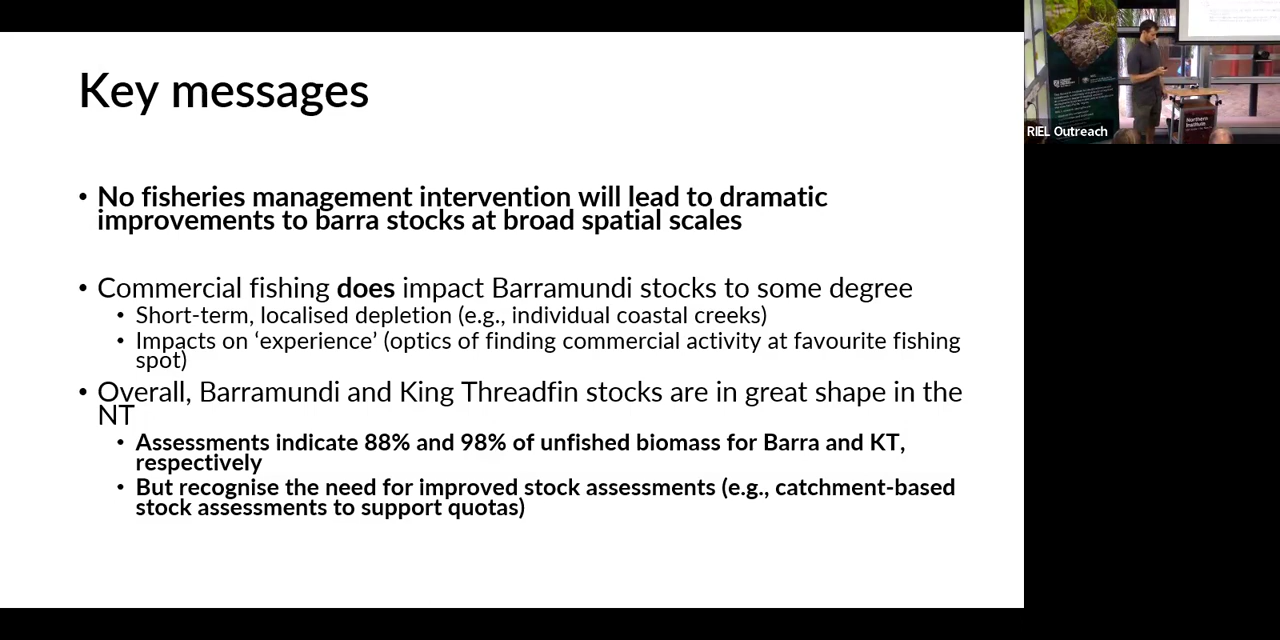 Key messages
• No fisheries management intervention will lead to dramatic
improvements to barra stocks at broad spatial scales
• Commercial fishing does impact Barramundi stocks to some degree
• Short-term, localised depletion (e.g., individual coastal creeks)
• Impacts on ‘experience’ (optics of finding commercial activity at favourite fishing
spot)
• Overall, Barramundi and King Threadfin stocks are in great shape in the
NT
• Assessments indicate 88% and 98% of unfished biomass for Barra and KT,
respectively
• But recognise the need for improved stock assessments (e.g., catchment-based
stock assessments to support quotas)
RIEL Outreach
Northern
Institute